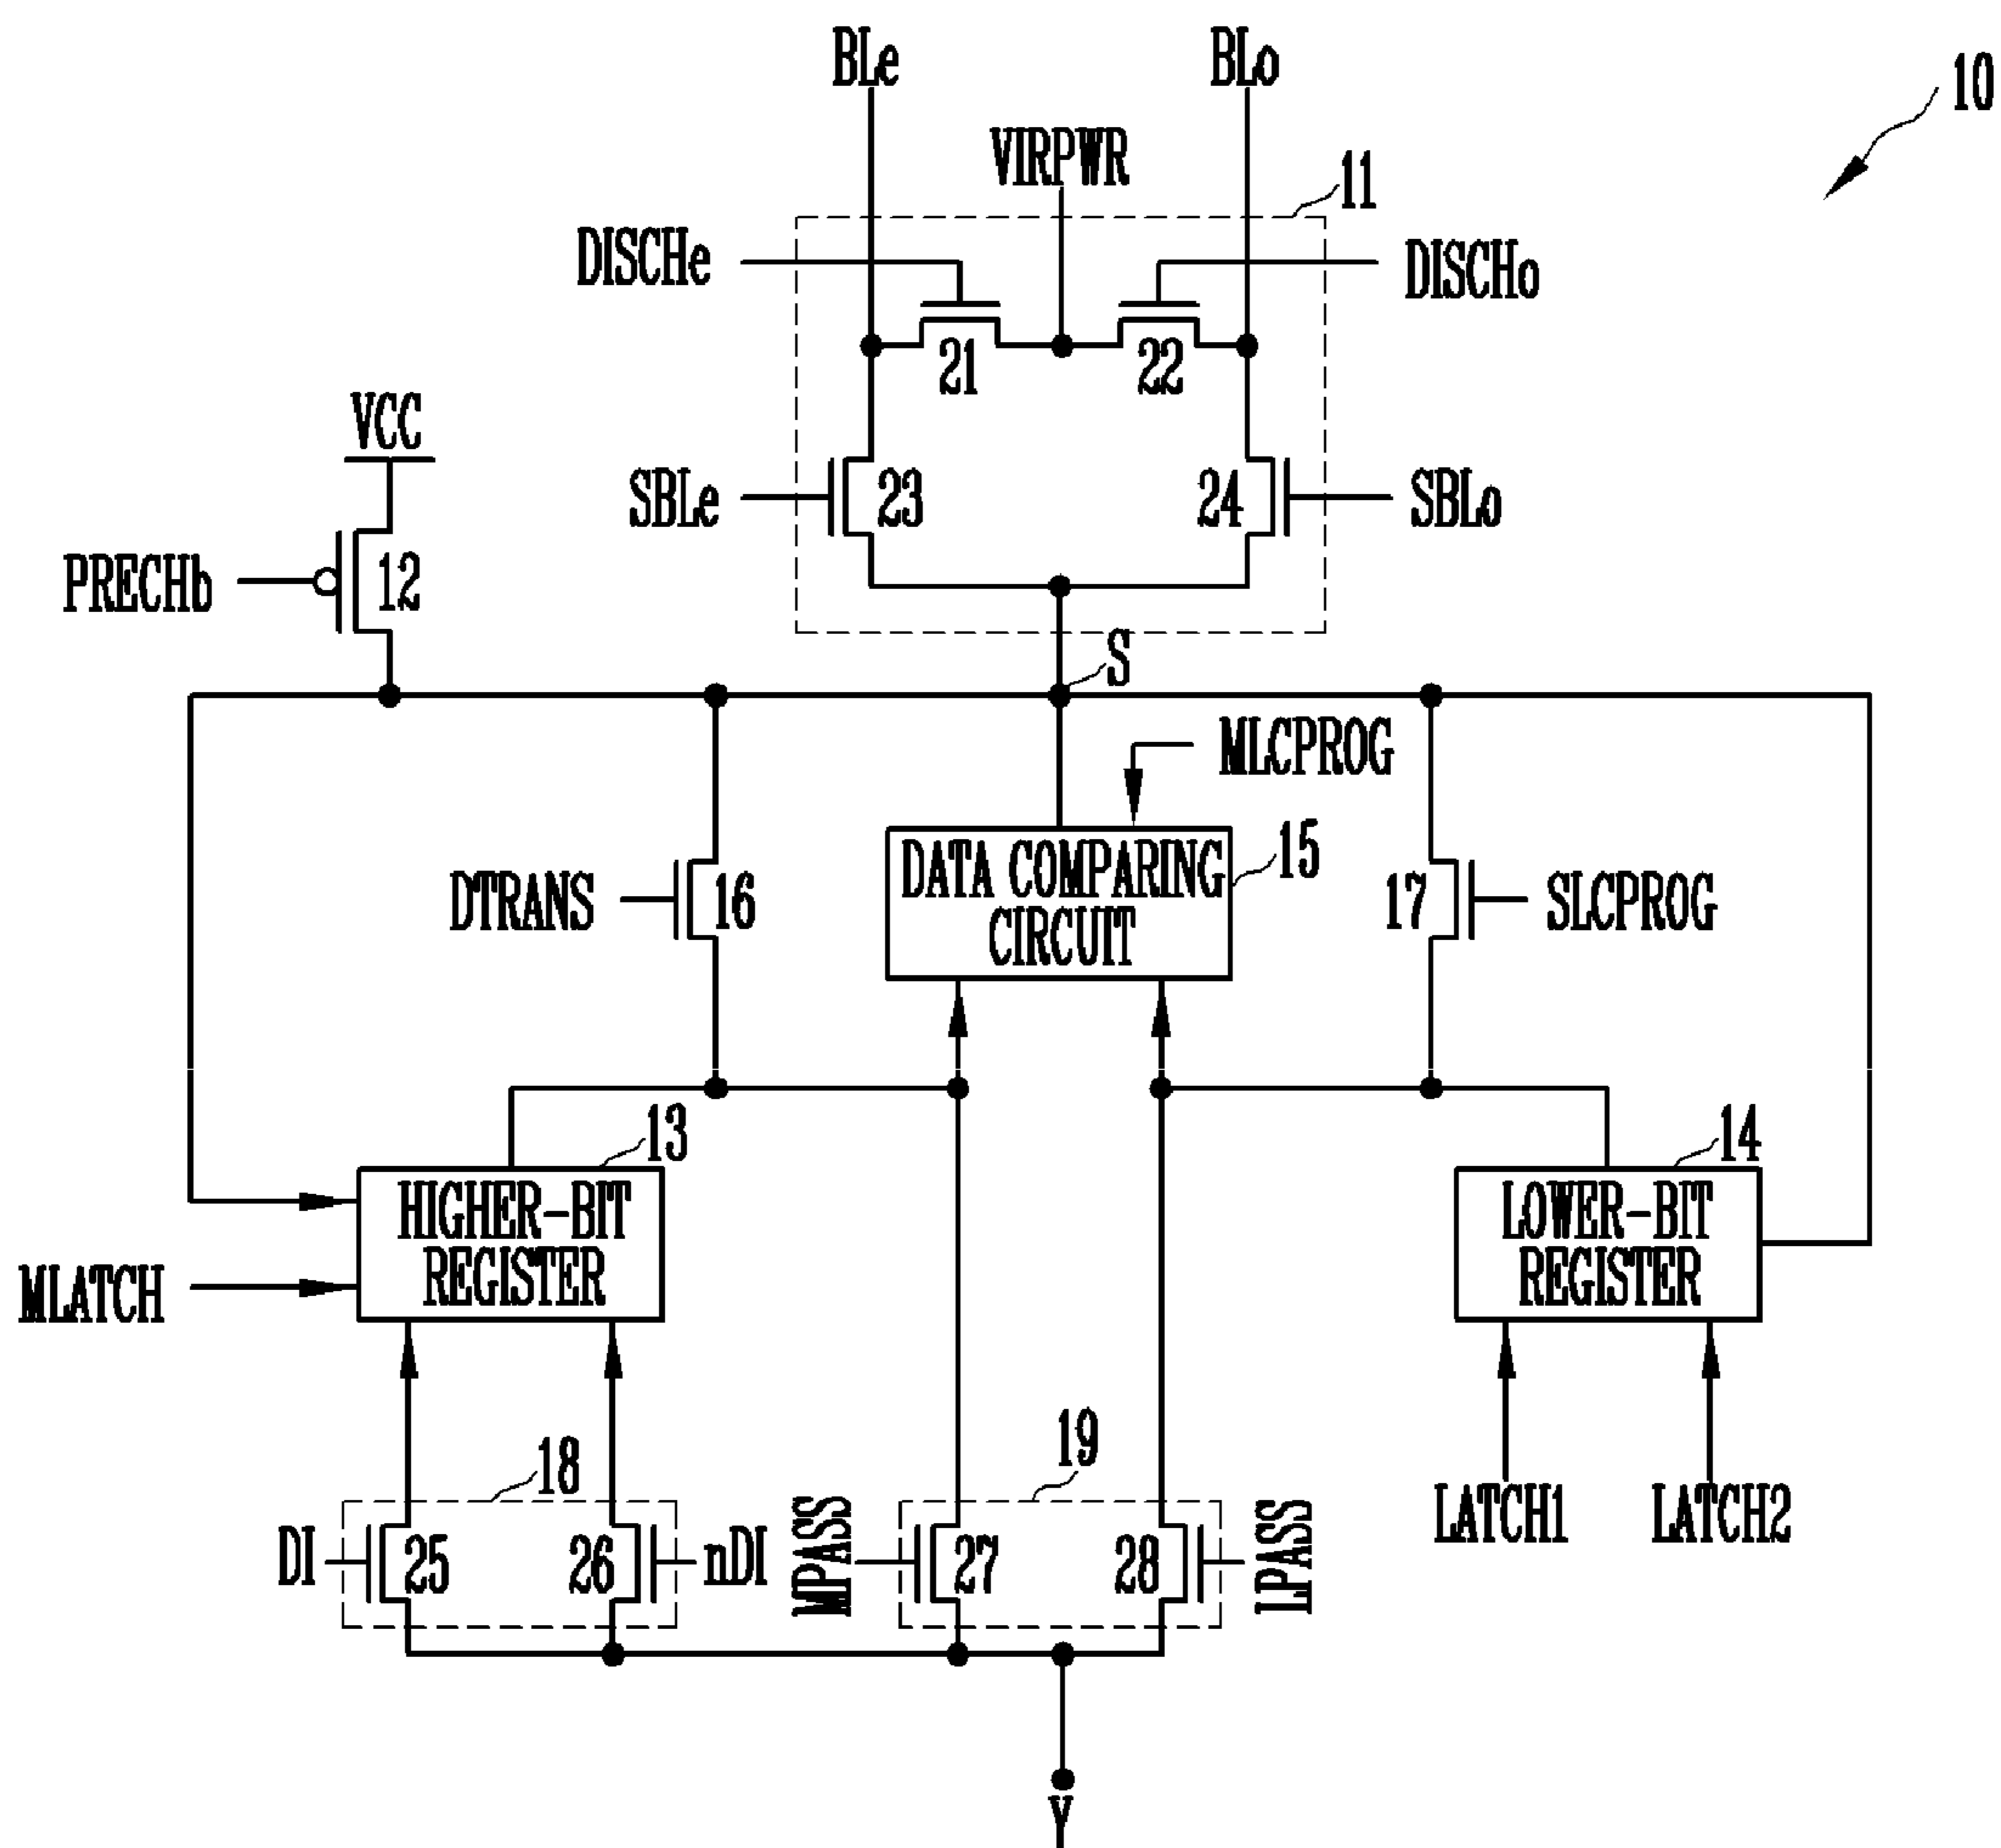 BLe
BLo
10
VIRPWR
11
DISCHe
DISCHo
21
22
VCC
SBLe
23
24
SBLo
PRECHb
12
S
MLCPROG
DATA COMPARING
CIRCUIT
15
DTRANS
16
17
SLCPROG
13
14
HIGHER-BIT
REGISTER
LOWER-BIT
REGISTER
MLATCH
18
19
LATCH1
LATCH2
DI
25
26
nDI
MPASS
27
28
LPASS